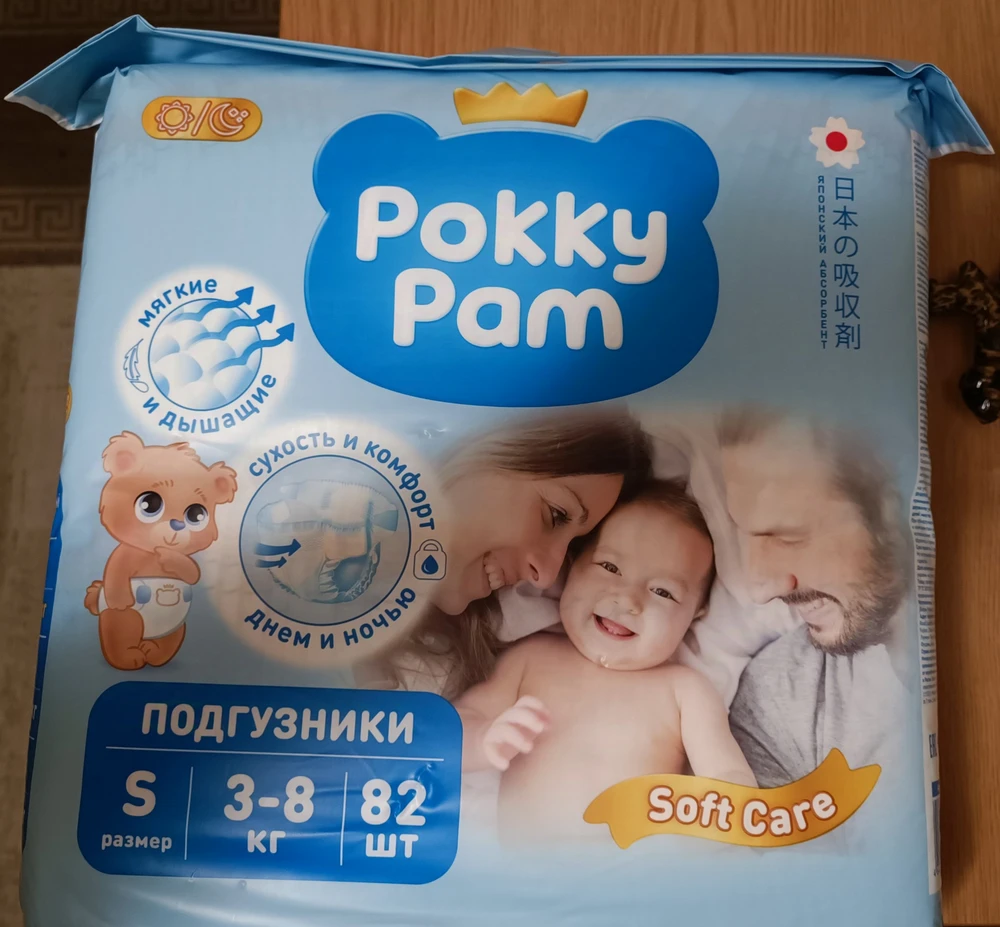 Pokky
Pam
日本の吸収剤
ЯПОНСКИЙ АБСОРБЕНТ
мягкие
и дышащие
сухость и комфорт
днем и ночью
ПОДГУЗНИКИ
S
размер
3-8
кг
82
шт
Soft Care